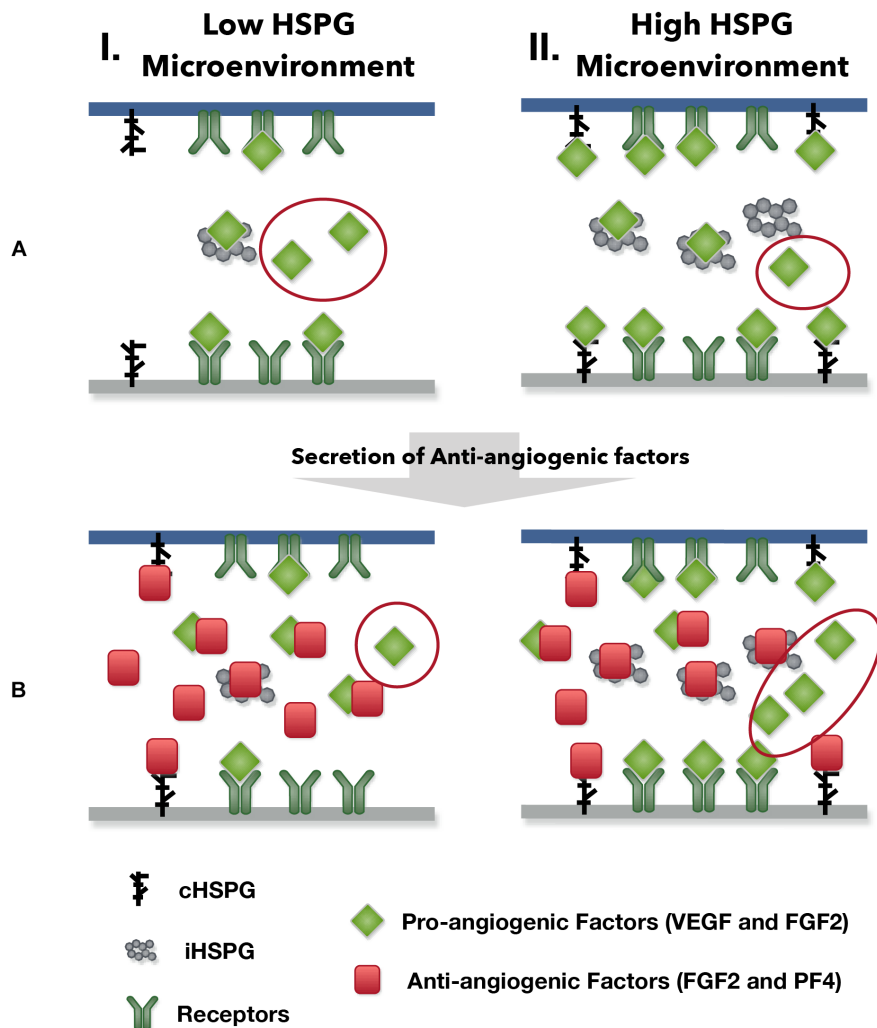 I. Low HSPG
Microenvironment
II. High HSPG
Microenvironment
A
Secretion of Anti-angiogenic factors
B
cHSPG
iHSPG
Receptors
Pro-angiogenic Factors (VEGF and FGF2)
Anti-angiogenic Factors (FGF2 and PF4)